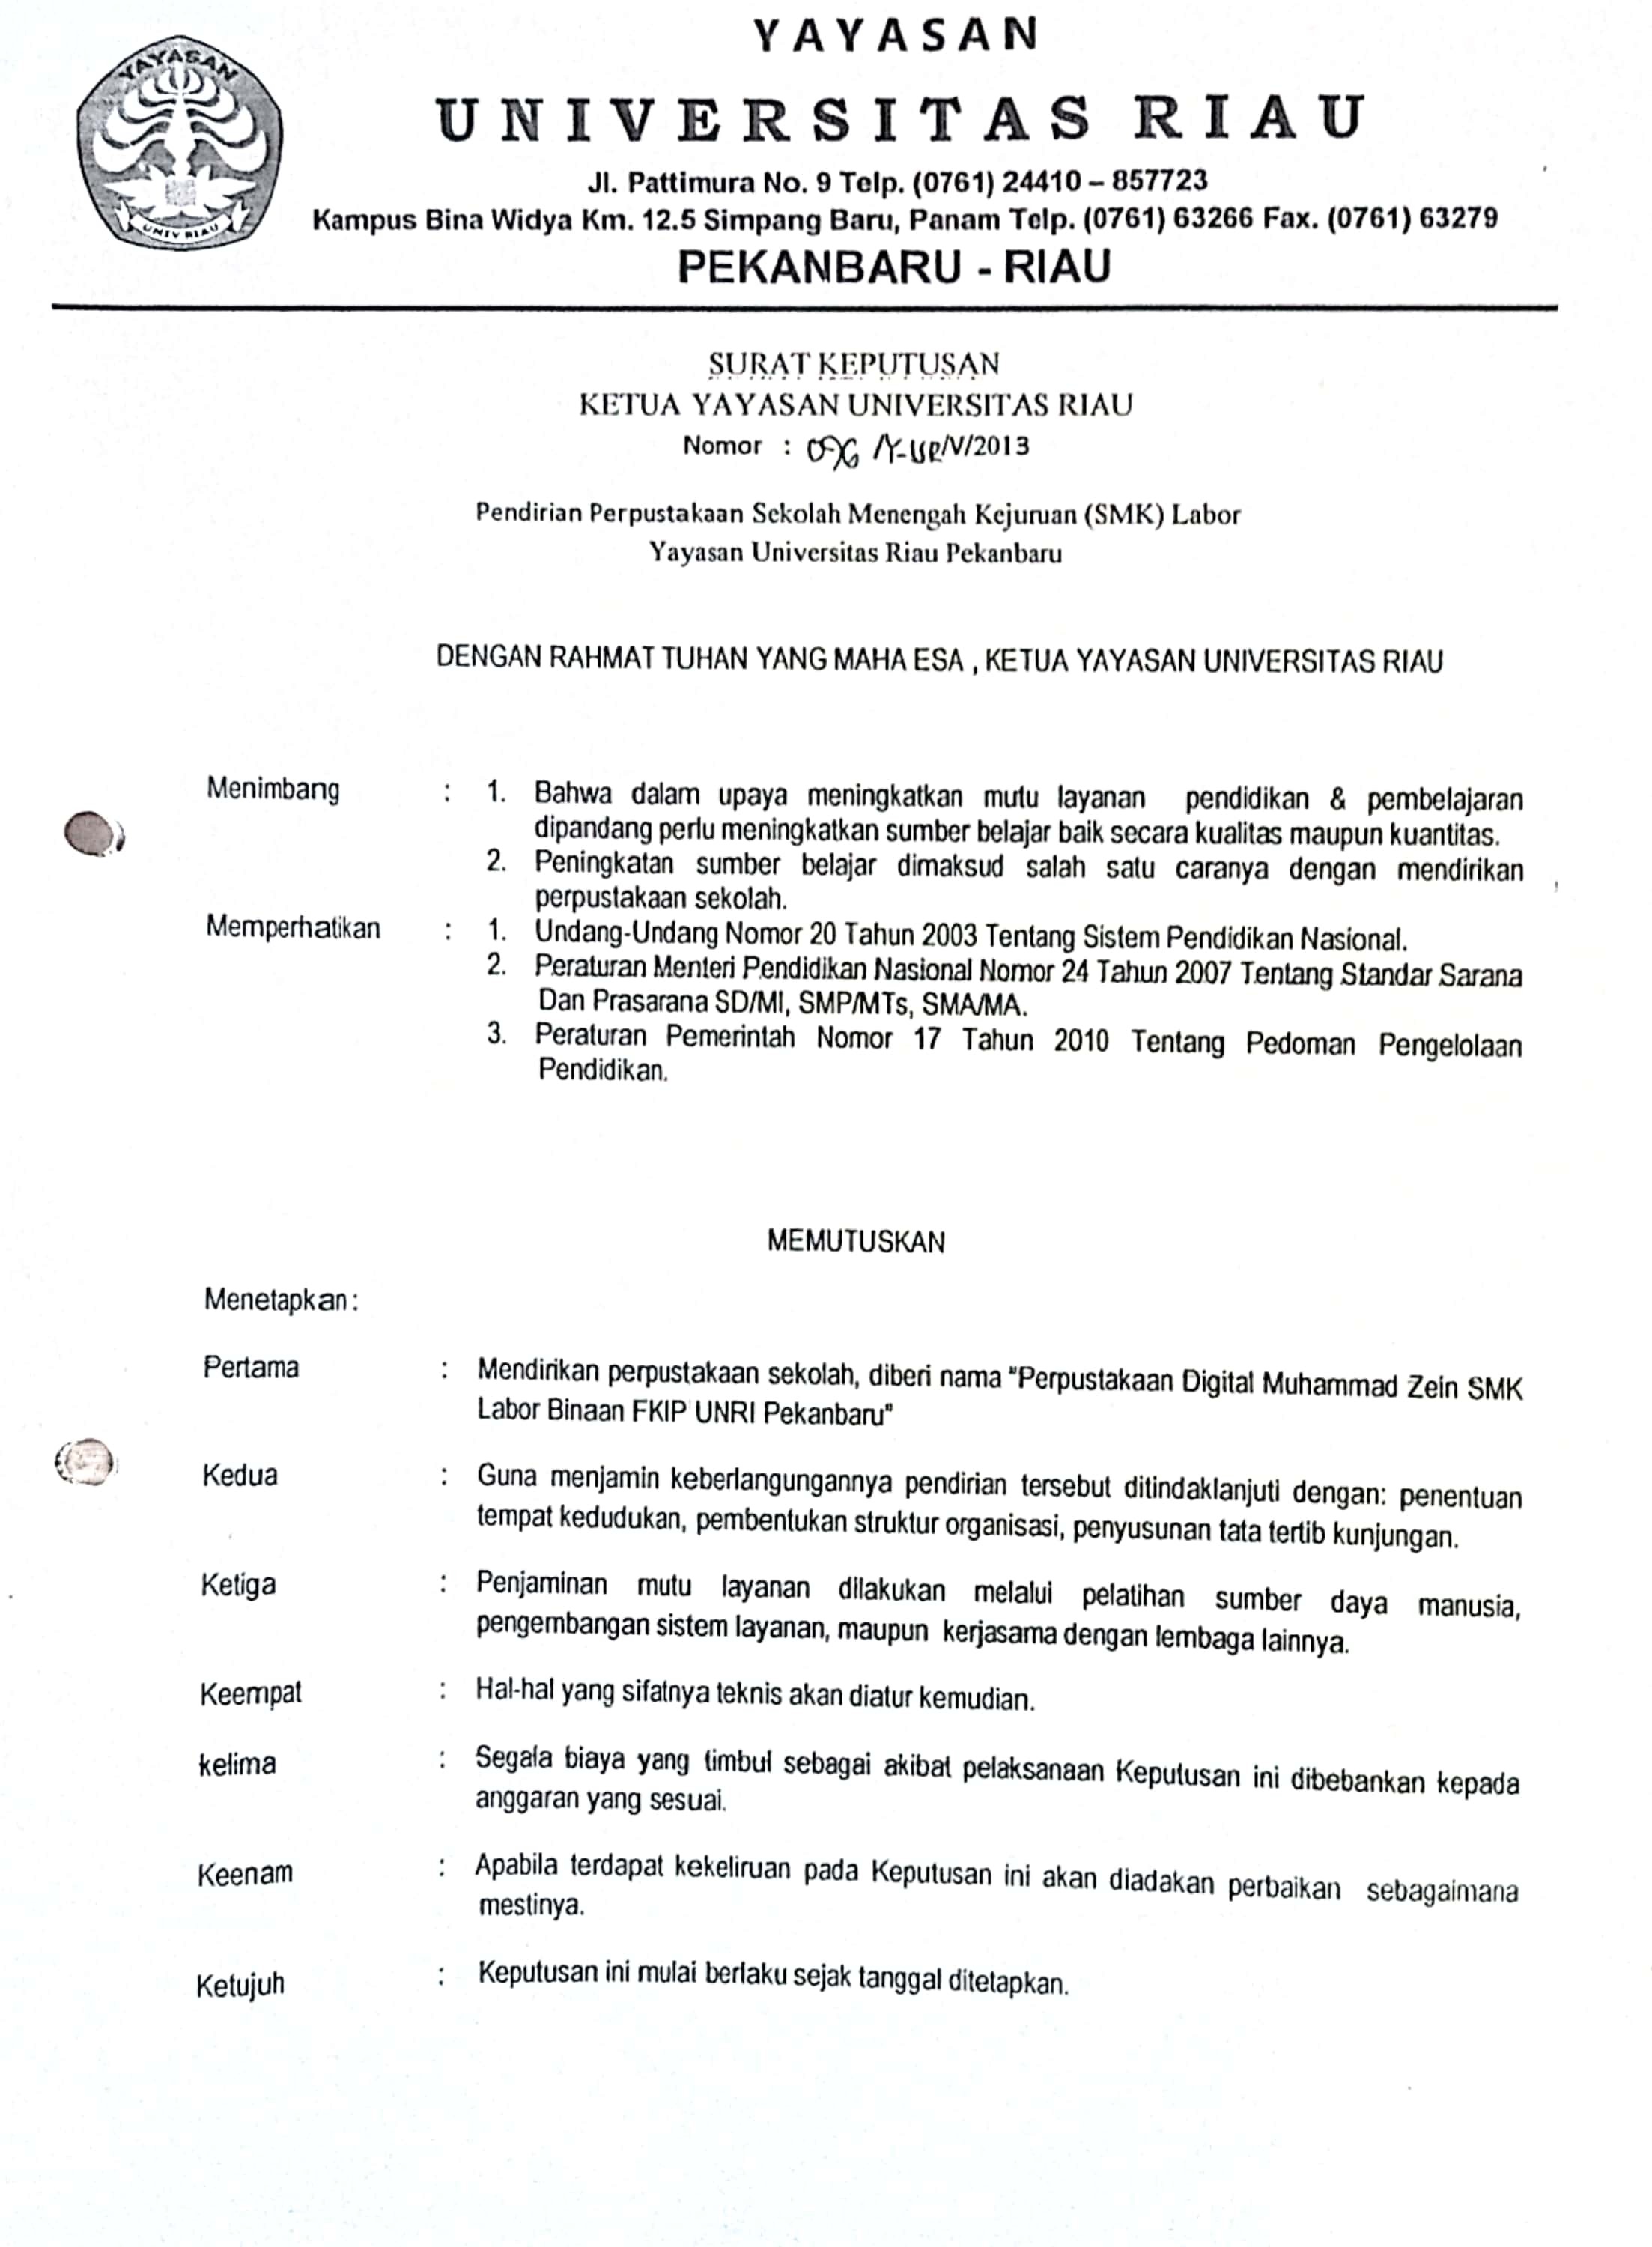 YAYASAN
UNIVERSITAS RIAU
Jl. Pattimura No. 9 Telp. (0761) 24410 – 857723
Kampus Bina Widya Km. 12.5 Simpang Baru, Panam Telp. (0761) 63266 Fax. (0761) 63279
PEKANBARU - RIAU
YAYASAN
UNIV RIAU
SURAT KEPUTUSAN
KETUA YAYASAN UNIVERSITAS RIAU
Nomor : /Y-UR/V/2013
Pendirian Perpustakaan Sekolah Menengah Kejuruan (SMK) Labor
Yayasan Universitas Riau Pekanbaru
DENGAN RAHMAT TUHAN YANG MAHA ESA , KETUA YAYASAN UNIVERSITAS RIAU
Menimbang : 1. Bahwa dalam upaya meningkatkan mutu layanan pendidikan & pembelajaran
dipandang perlu meningkatkan sumber belajar baik secara kualitas maupun kuantitas.
2. Peningkatan sumber belajar dimaksud salah satu caranya dengan mendirikan
perpustakaan sekolah.
Memperhatikan : 1. Undang-Undang Nomor 20 Tahun 2003 Tentang Sistem Pendidikan Nasional.
2. Peraturan Menteri Pendidikan Nasional Nomor 24 Tahun 2007 Tentang Standar Sarana
Dan Prasarana SD/MI, SMP/MTs, SMA/MA.
3. Peraturan Pemerintah Nomor 17 Tahun 2010 Tentang Pedoman Pengelolaan
Pendidikan.
MEMUTUSKAN
Menetapkan :
Pertama : Mendirikan perpustakaan sekolah, diberi nama "Perpustakaan Digital Muhammad Zein SMK
Labor Binaan FKIP UNRI Pekanbaru"
Kedua : Guna menjamin keberlangungannya pendirian tersebut ditindaklanjuti dengan: penentuan
tempat kedudukan, pembentukan struktur organisasi, penyusunan tata tertib kunjungan.
Ketiga : Penjaminan mutu layanan dilakukan melalui pelatihan sumber daya manusia,
pengembangan sistem layanan, maupun kerjasama dengan lembaga lainnya.
Keempat : Hal-hal yang sifatnya teknis akan diatur kemudian.
kelima : Segala biaya yang timbul sebagai akibat pelaksanaan Keputusan ini dibebankan kepada
anggaran yang sesuai.
Keenam : Apabila terdapat kekeliruan pada Keputusan ini akan diadakan perbaikan sebagaimana
mestinya.
Ketujuh : Keputusan ini mulai berlaku sejak tanggal ditetapkan.